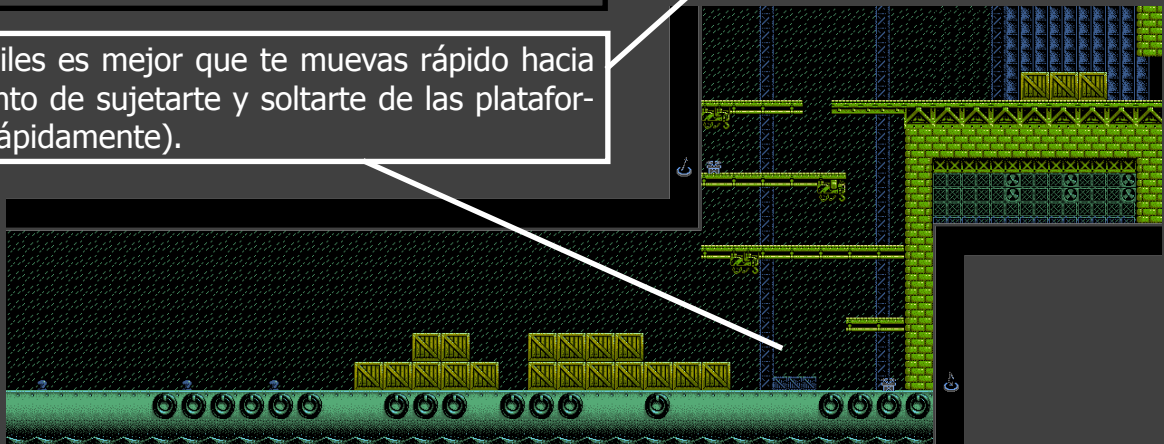 iles es mejor que te muevas rápido hacia
nto de sujetarte y soltarte de las platafor-
ápidamente).